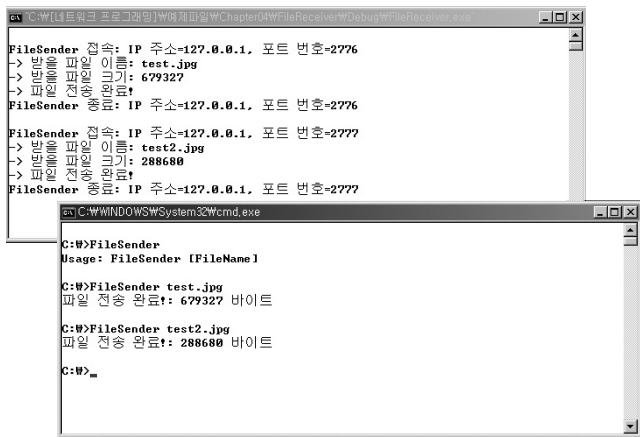 "C:₩[네트워크 프로그래밍]₩예제파일₩Chapter04₩FileReceiver₩Debug₩FileReceiver.exe"
FileSender 접속: IP 주소=127.0.0.1, 포트 번호=2776
-> 받을 파일 이름: test.jpg
-> 받을 파일 크기: 679327
-> 파일 전송 완료!
FileSender 종료: IP 주소=127.0.0.1, 포트 번호=2776
FileSender 접속: IP 주소=127.0.0.1, 포트 번호=2777
-> 받을 파일 이름: test2.jpg
-> 받을 파일 크기: 288680
-> 파일 전송 완료!
FileSender 종료: IP 주소=127.0.0.1, 포트 번호=2777
C:₩WINDOWS₩System32₩cmd.exe
C:₩>FileSender
Usage: FileSender [FileName]
C:₩>FileSender test.jpg
파일 전송 완료!: 679327 바이트
C:₩>FileSender test2.jpg
파일 전송 완료!: 288680 바이트
C:₩>_